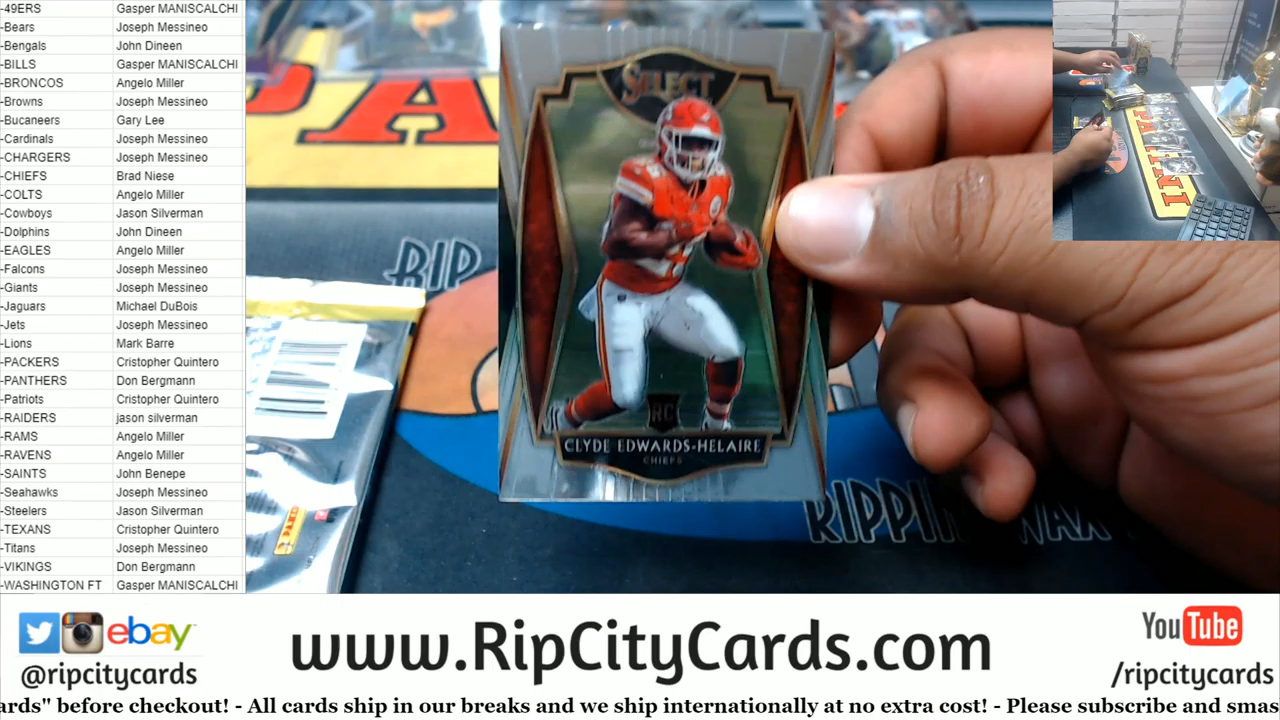 -49ERS Gasper MANISCALCHI
-Bears Joseph Messineo
-Bengals John Dineen
-BILLS Gasper MANISCALCHI
-BRONCOS Angelo Miller
-Browns Joseph Messineo
-Bucaneers Gary Lee
-Cardinals Joseph Messineo
-CHARGERS Joseph Messineo
-CHIEFS Brad Niese
-COLTS Angelo Miller
-Cowboys Jason Silverman
-Dolphins John Dineen
-EAGLES Angelo Miller
-Falcons Joseph Messineo
-Giants Joseph Messineo
-Jaguars Michael DuBois
-Jets Joseph Messineo
-Lions Mark Barre
-PACKERS Cristopher Quintero
-PANTHERS Don Bergmann
-Patriots Cristopher Quintero
-RAIDERS jason silverman
-RAMS Angelo Miller
-RAVENS Angelo Miller
-SAINTS John Benepe
-Seahawks Joseph Messineo
-Steelers Jason Silverman
-TEXANS Cristopher Quintero
-Titans Joseph Messineo
-VIKINGS Don Bergmann
-WASHINGTON FT Gasper MANISCALCHI
SELECT
RC
CLYDE EDWARDS-HELAIRE
CHIEFS
PANINI
RIP
RIPPIN WAX
ebay
@ripcitycards
www.RipCityCards.com
YouTube
/ripcitycards
ards" before checkout! - All cards ship in our breaks and we ship internationally at no extra cost! - Please subscribe and smas